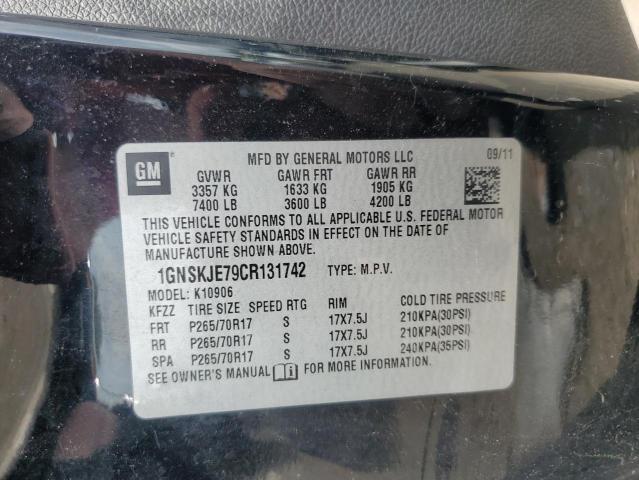 GM MFD BY GENERAL MOTORS LLC 09/11
GVWR GAWR FRT GAWR RR
3357 KG 1633 KG 1905 KG
7400 LB 3600 LB 4200 LB
THIS VEHICLE CONFORMS TO ALL APPLICABLE U.S. FEDERAL MOTOR
VEHICLE SAFETY STANDARDS IN EFFECT ON THE DATE OF
MANUFACTURE SHOWN ABOVE.
1GNSKJE79CR131742 TYPE: M.P.V.
MODEL: K10906
KFZZ TIRE SIZE SPEED RTG RIM COLD TIRE PRESSURE
FRT P265/70R17 S 17X7.5J 210KPA(30PSI)
RR P265/70R17 S 17X7.5J 210KPA(30PSI)
SPA P265/70R17 S 17X7.5J 240KPA(35PSI)
SEE OWNER'S MANUAL FOR MORE INFORMATION.